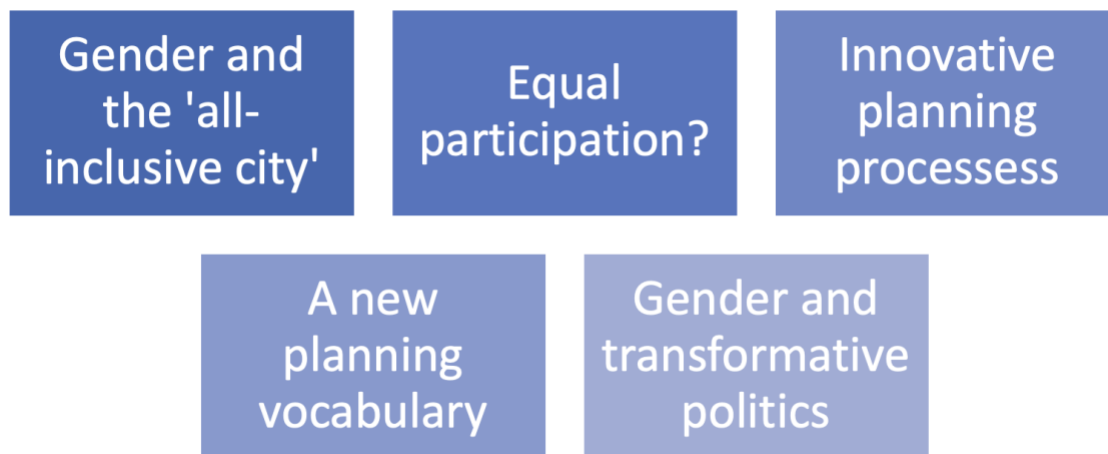 Gender and
the 'all-
inclusive city'
Equal
participation?
Innovative
planning
processess
A new
planning
vocabulary
Gender and
transformative
politics